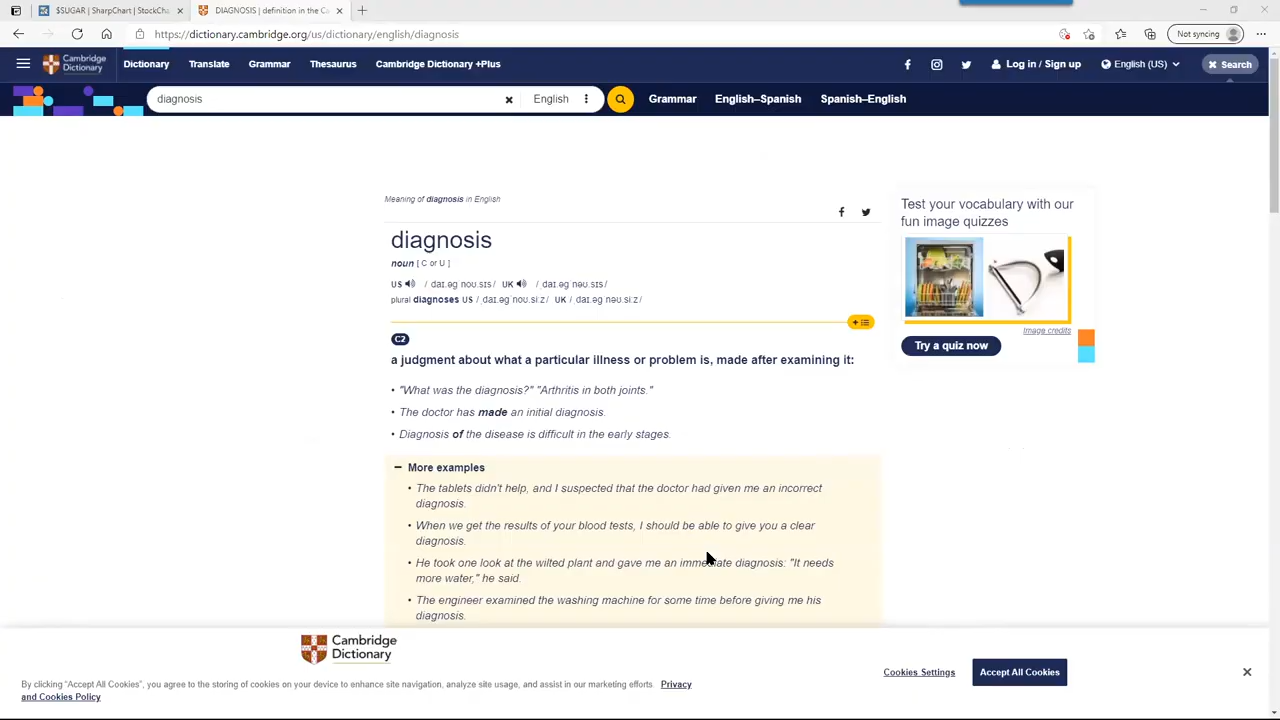 $SUGAR | SharpChart | StockCha
DIAGNOSIS | definition in the Ca
https://dictionary.cambridge.org/us/dictionary/english/diagnosis
Not syncing
Cambridge
Dictionary
Dictionary
Translate
Grammar
Thesaurus
Cambridge Dictionary +Plus
Log in / Sign up
English (US)
Search
diagnosis
English
Grammar
English–Spanish
Spanish–English
Meaning of diagnosis in English
diagnosis
noun [ C or U ]
US / ˌdaɪ.əɡˈnoʊ.sɪs/ UK / ˌdaɪ.əɡˈnəʊ.sɪs/
plural diagnoses US / ˌdaɪ.əɡˈnoʊ.siːz/ UK / ˌdaɪ.əɡˈnəʊ.siːz/
C2
a judgment about what a particular illness or problem is, made after examining it:
• "What was the diagnosis?" "Arthritis in both joints."
• The doctor has made an initial diagnosis.
• Diagnosis of the disease is difficult in the early stages.
More examples
• The tablets didn't help, and I suspected that the doctor had given me an incorrect
diagnosis.
• When we get the results of your blood tests, I should be able to give you a clear
diagnosis.
• He took one look at the wilted plant and gave me an immediate diagnosis: "It needs
more water," he said.
• The engineer examined the washing machine for some time before giving me his
diagnosis.
Test your vocabulary with our
fun image quizzes
Image credits
Try a quiz now
Cambridge
Dictionary
By clicking “Accept All Cookies”, you agree to the storing of cookies on your device to enhance site navigation, analyze site usage, and assist in our marketing efforts. Privacy
and Cookies Policy
Cookies Settings
Accept All Cookies